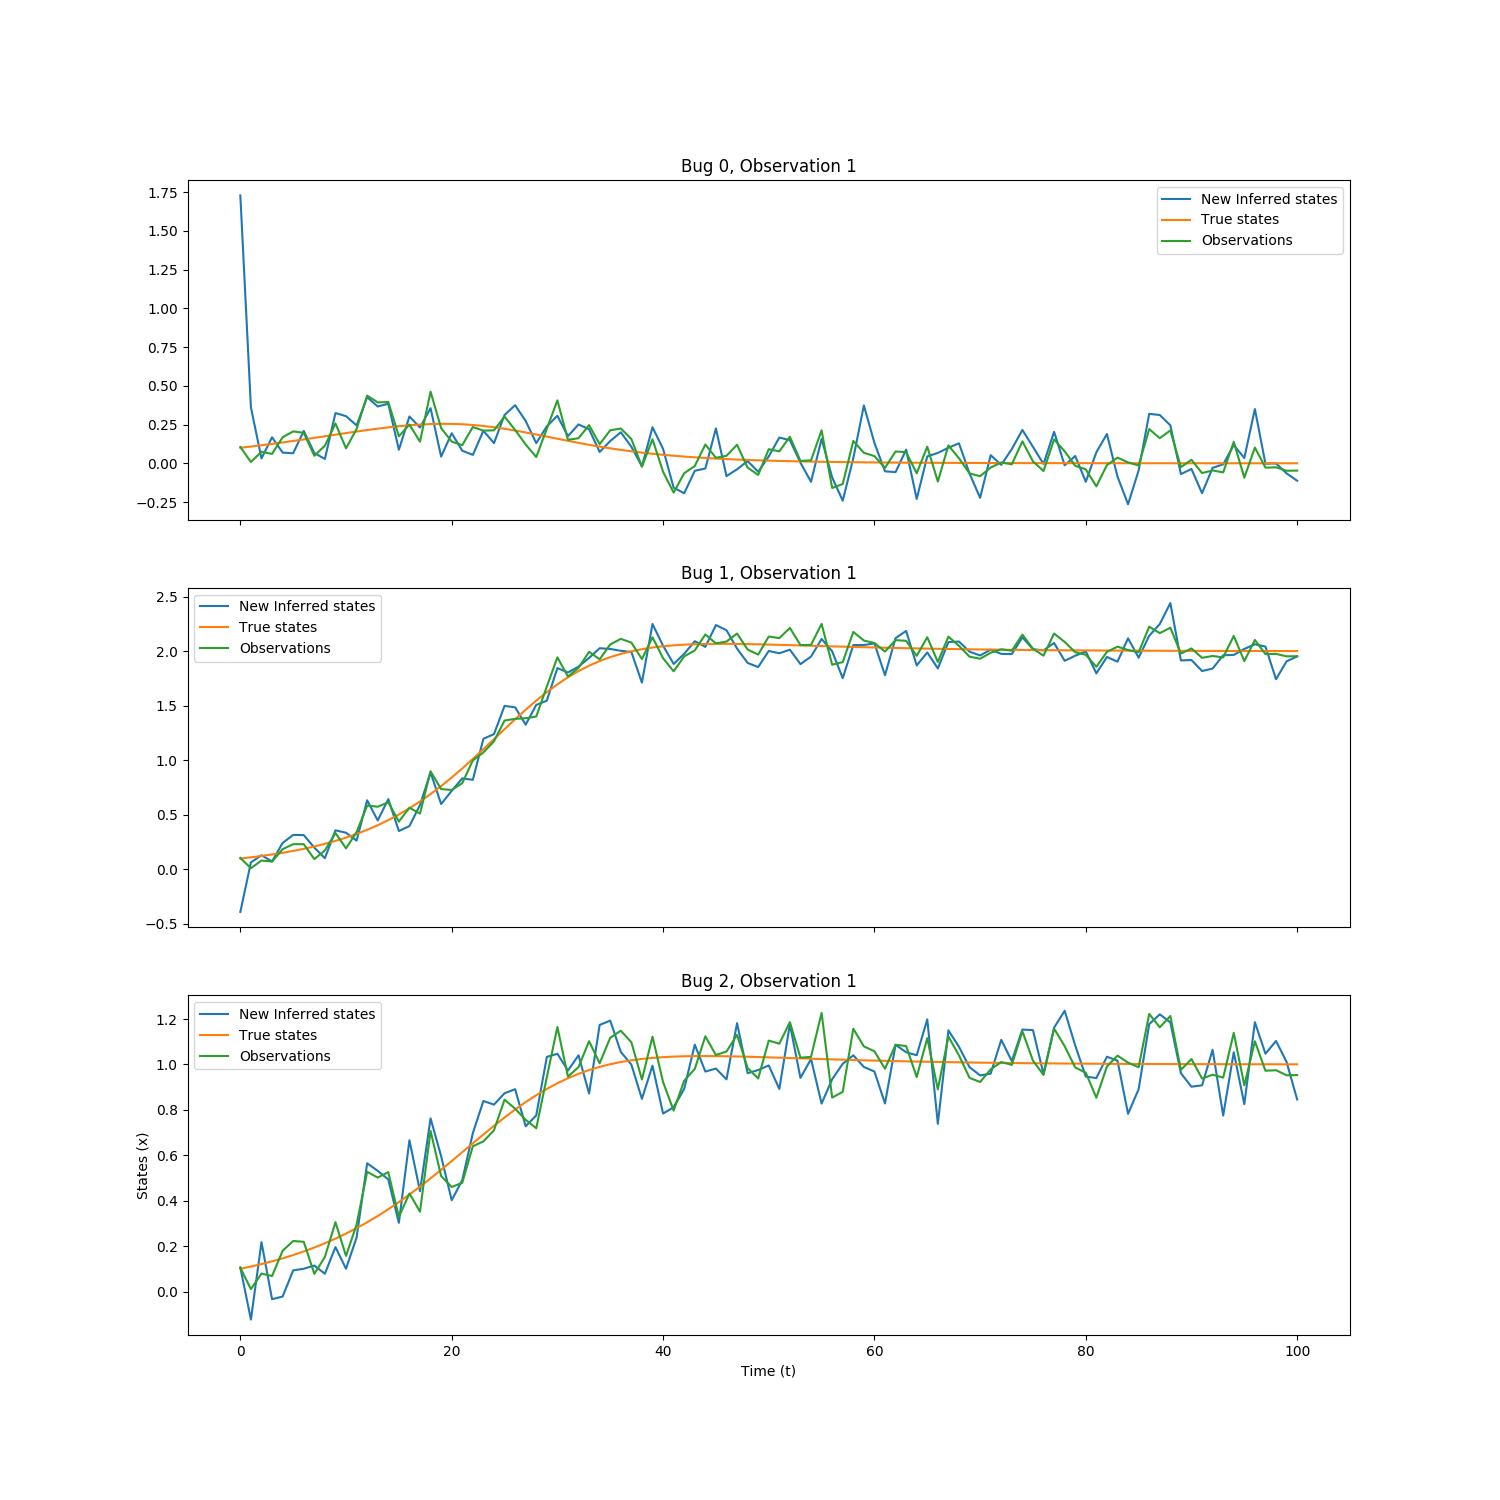 Bug 0, Observation 1
1.75
1.50
1.25
1.00
0.75
0.50
0.25
0.00
−0.25
New Inferred states
True states
Observations
Bug 1, Observation 1
2.5
2.0
1.5
1.0
0.5
0.0
−0.5
New Inferred states
True states
Observations
Bug 2, Observation 1
1.2
1.0
0.8
0.6
0.4
0.2
0.0
States (x)
New Inferred states
True states
Observations
0 20 40 60 80 100
Time (t)